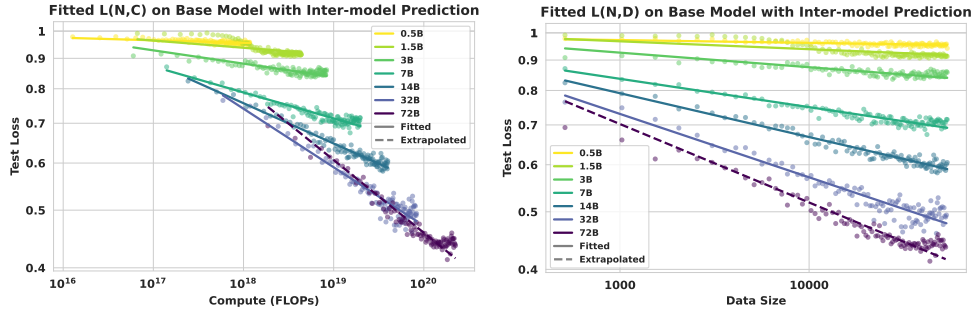 Fitted L(N,C) on Base Model with Inter-model Prediction
Test Loss
1
0.9
0.8
0.7
0.6
0.5
0.4
10^16
10^17
10^18
10^19
10^20
Compute (FLOPs)
0.5B
1.5B
3B
7B
14B
32B
72B
Fitted
Extrapolated
Fitted L(N,D) on Base Model with Inter-model Prediction
Test Loss
1
0.9
0.8
0.7
0.6
0.5
0.4
0.5B
1.5B
3B
7B
14B
32B
72B
Fitted
Extrapolated
1000
10000
Data Size